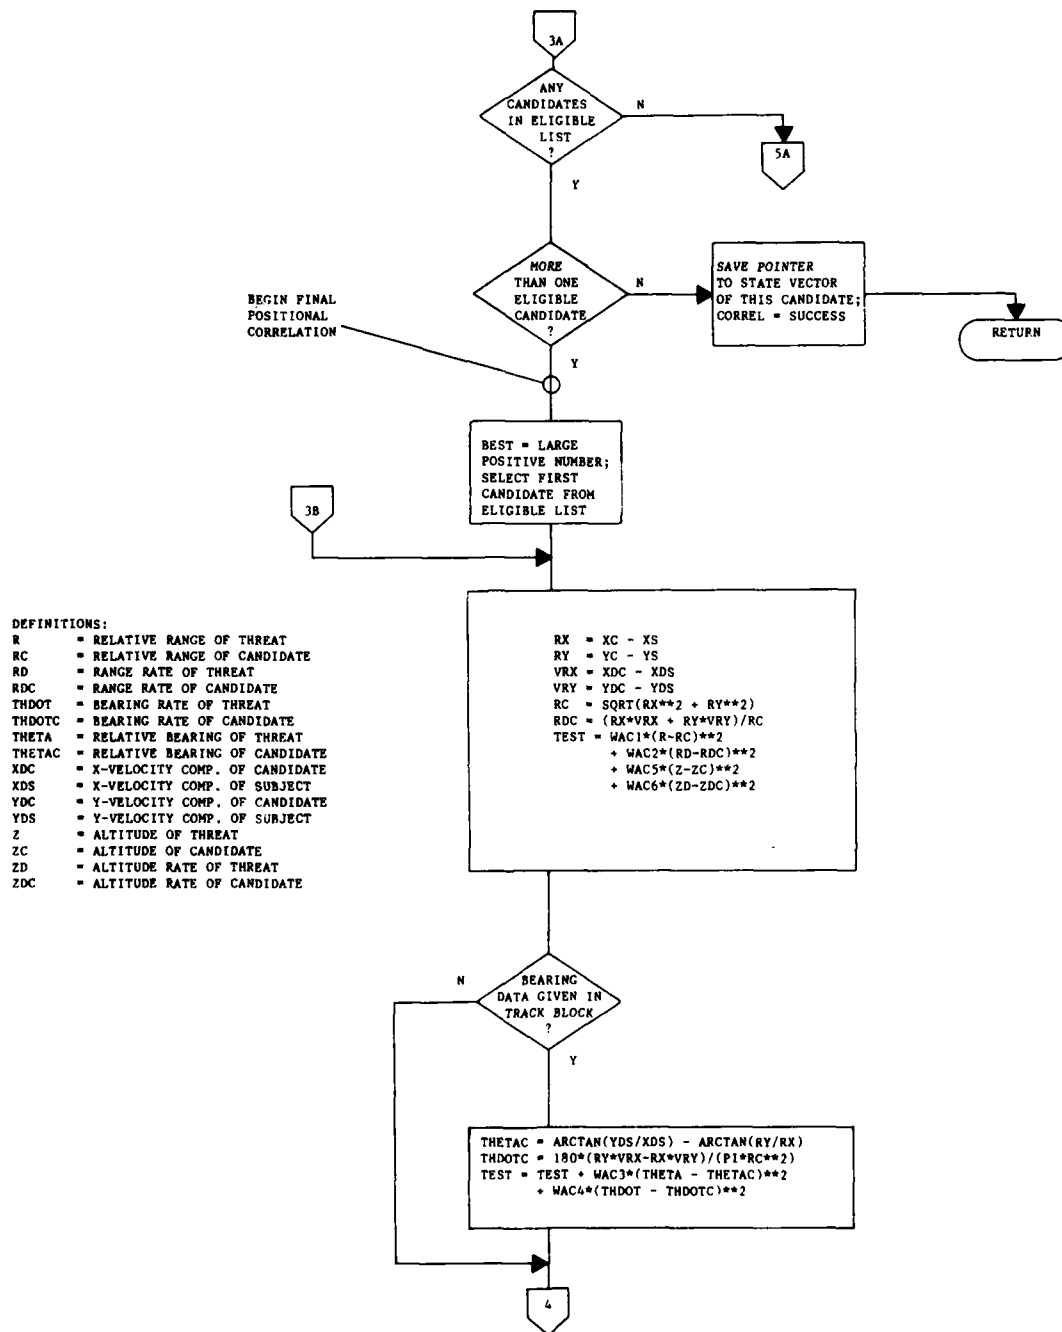 3A
ANY
CANDIDATES
IN ELIGIBLE
LIST
?
N
5A
Y
MORE
THAN ONE
ELIGIBLE
CANDIDATE
?
N
SAVE POINTER
TO STATE VECTOR
OF THIS CANDIDATE;
CORREL = SUCCESS
RETURN
BEGIN FINAL
POSITIONAL
CORRELATION
Y
BEST = LARGE
POSITIVE NUMBER;
SELECT FIRST
CANDIDATE FROM
ELIGIBLE LIST
3B
RX = XC - XS
RY = YC - YS
VRX = XDC - XDS
VRY = YDC - YDS
RC = SQRT(RX**2 + RY**2)
RDC = (RX*VRX + RY*VRY)/RC
TEST = WAC1*(R-RC)**2
+ WAC2*(RD-RDC)**2
+ WAC5*(Z-ZC)**2
+ WAC6*(ZD-ZDC)**2
DEFINITIONS:
R = RELATIVE RANGE OF THREAT
RC = RELATIVE RANGE OF CANDIDATE
RD = RANGE RATE OF THREAT
RDC = RANGE RATE OF CANDIDATE
THDOT = BEARING RATE OF THREAT
THDOTC = BEARING RATE OF CANDIDATE
THETA = RELATIVE BEARING OF THREAT
THETAC = RELATIVE BEARING OF CANDIDATE
XDC = X-VELOCITY COMP. OF CANDIDATE
XDS = X-VELOCITY COMP. OF SUBJECT
YDC = Y-VELOCITY COMP. OF CANDIDATE
YDS = Y-VELOCITY COMP. OF SUBJECT
Z = ALTITUDE OF THREAT
ZC = ALTITUDE OF CANDIDATE
ZD = ALTITUDE RATE OF THREAT
ZDC = ALTITUDE RATE OF CANDIDATE
N
BEARING
DATA GIVEN IN
TRACK BLOCK
?
Y
THETAC = ARCTAN(YDS/XDS) - ARCTAN(RY/RX)
THDOTC = 180*(RY*VRX-RX*VRY)/(PI*RC**2)
TEST = TEST + WAC3*(THETA - THETAC)**2
+ WAC4*(THDOT - THDOTC)**2
4